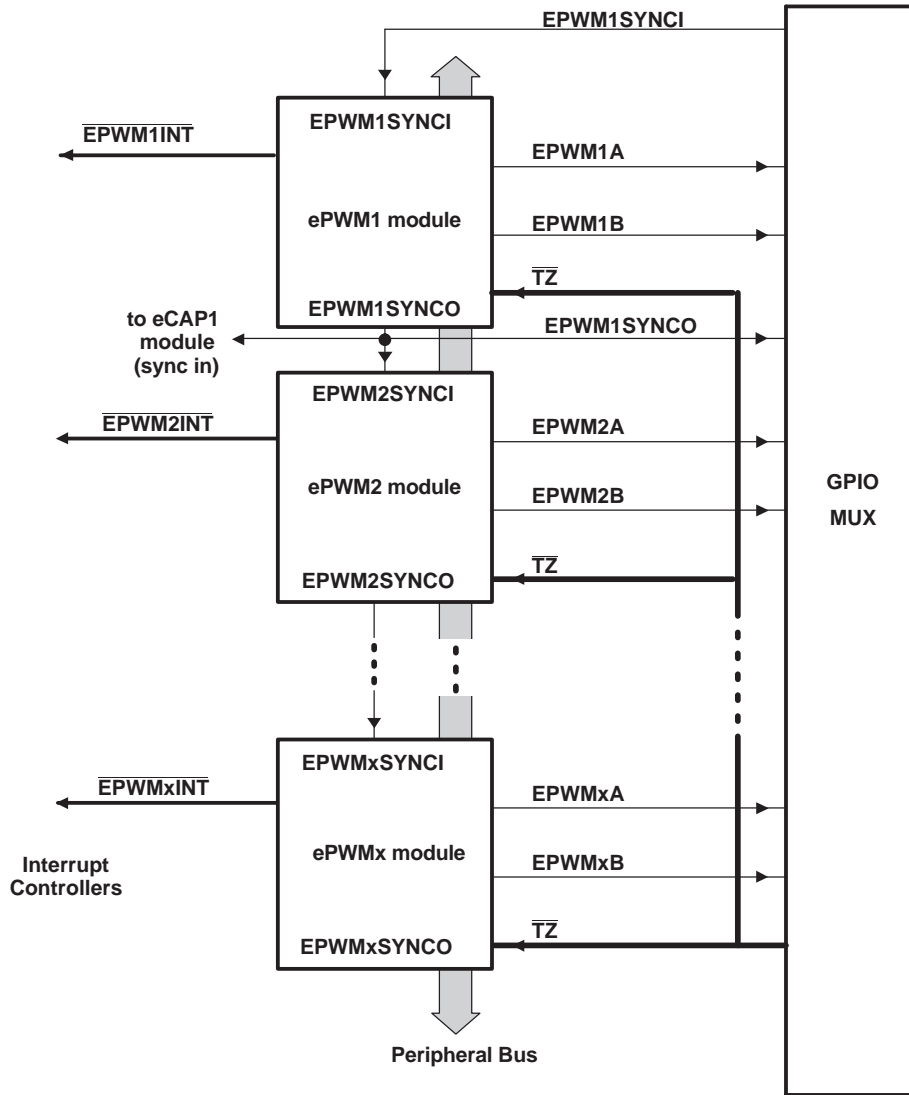 EPWM1SYNCI
EPWM1SYNCI
EPWM1INT
EPWM1A
ePWM1 module
EPWM1B
TZ
EPWM1SYNCO
to eCAP1
module
(sync in)
EPWM1SYNCO
EPWM2SYNCI
EPWM2INT
EPWM2A
ePWM2 module
EPWM2B
GPIO
MUX
TZ
EPWM2SYNCO
EPWMxSYNCI
EPWMxINT
EPWMxA
ePWMx module
EPWMxB
Interrupt
Controllers
TZ
EPWMxSYNCO
Peripheral Bus